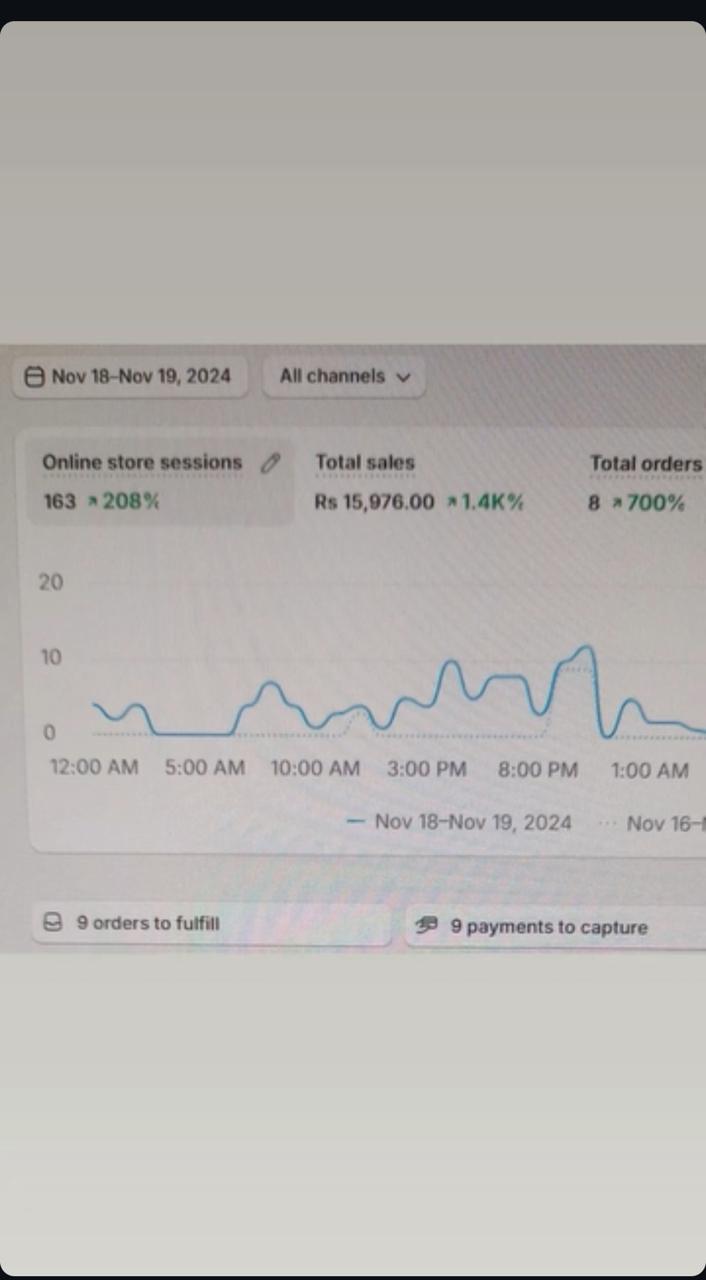 Nov 18–Nov 19, 2024 All channels
Online store sessions Total sales Total orders
163 208% Rs 15,976.00 1.4K% 8 700%
20
10
0
12:00 AM 5:00 AM 10:00 AM 3:00 PM 8:00 PM 1:00 AM
Nov 18–Nov 19, 2024 Nov 16–
9 orders to fulfill 9 payments to capture